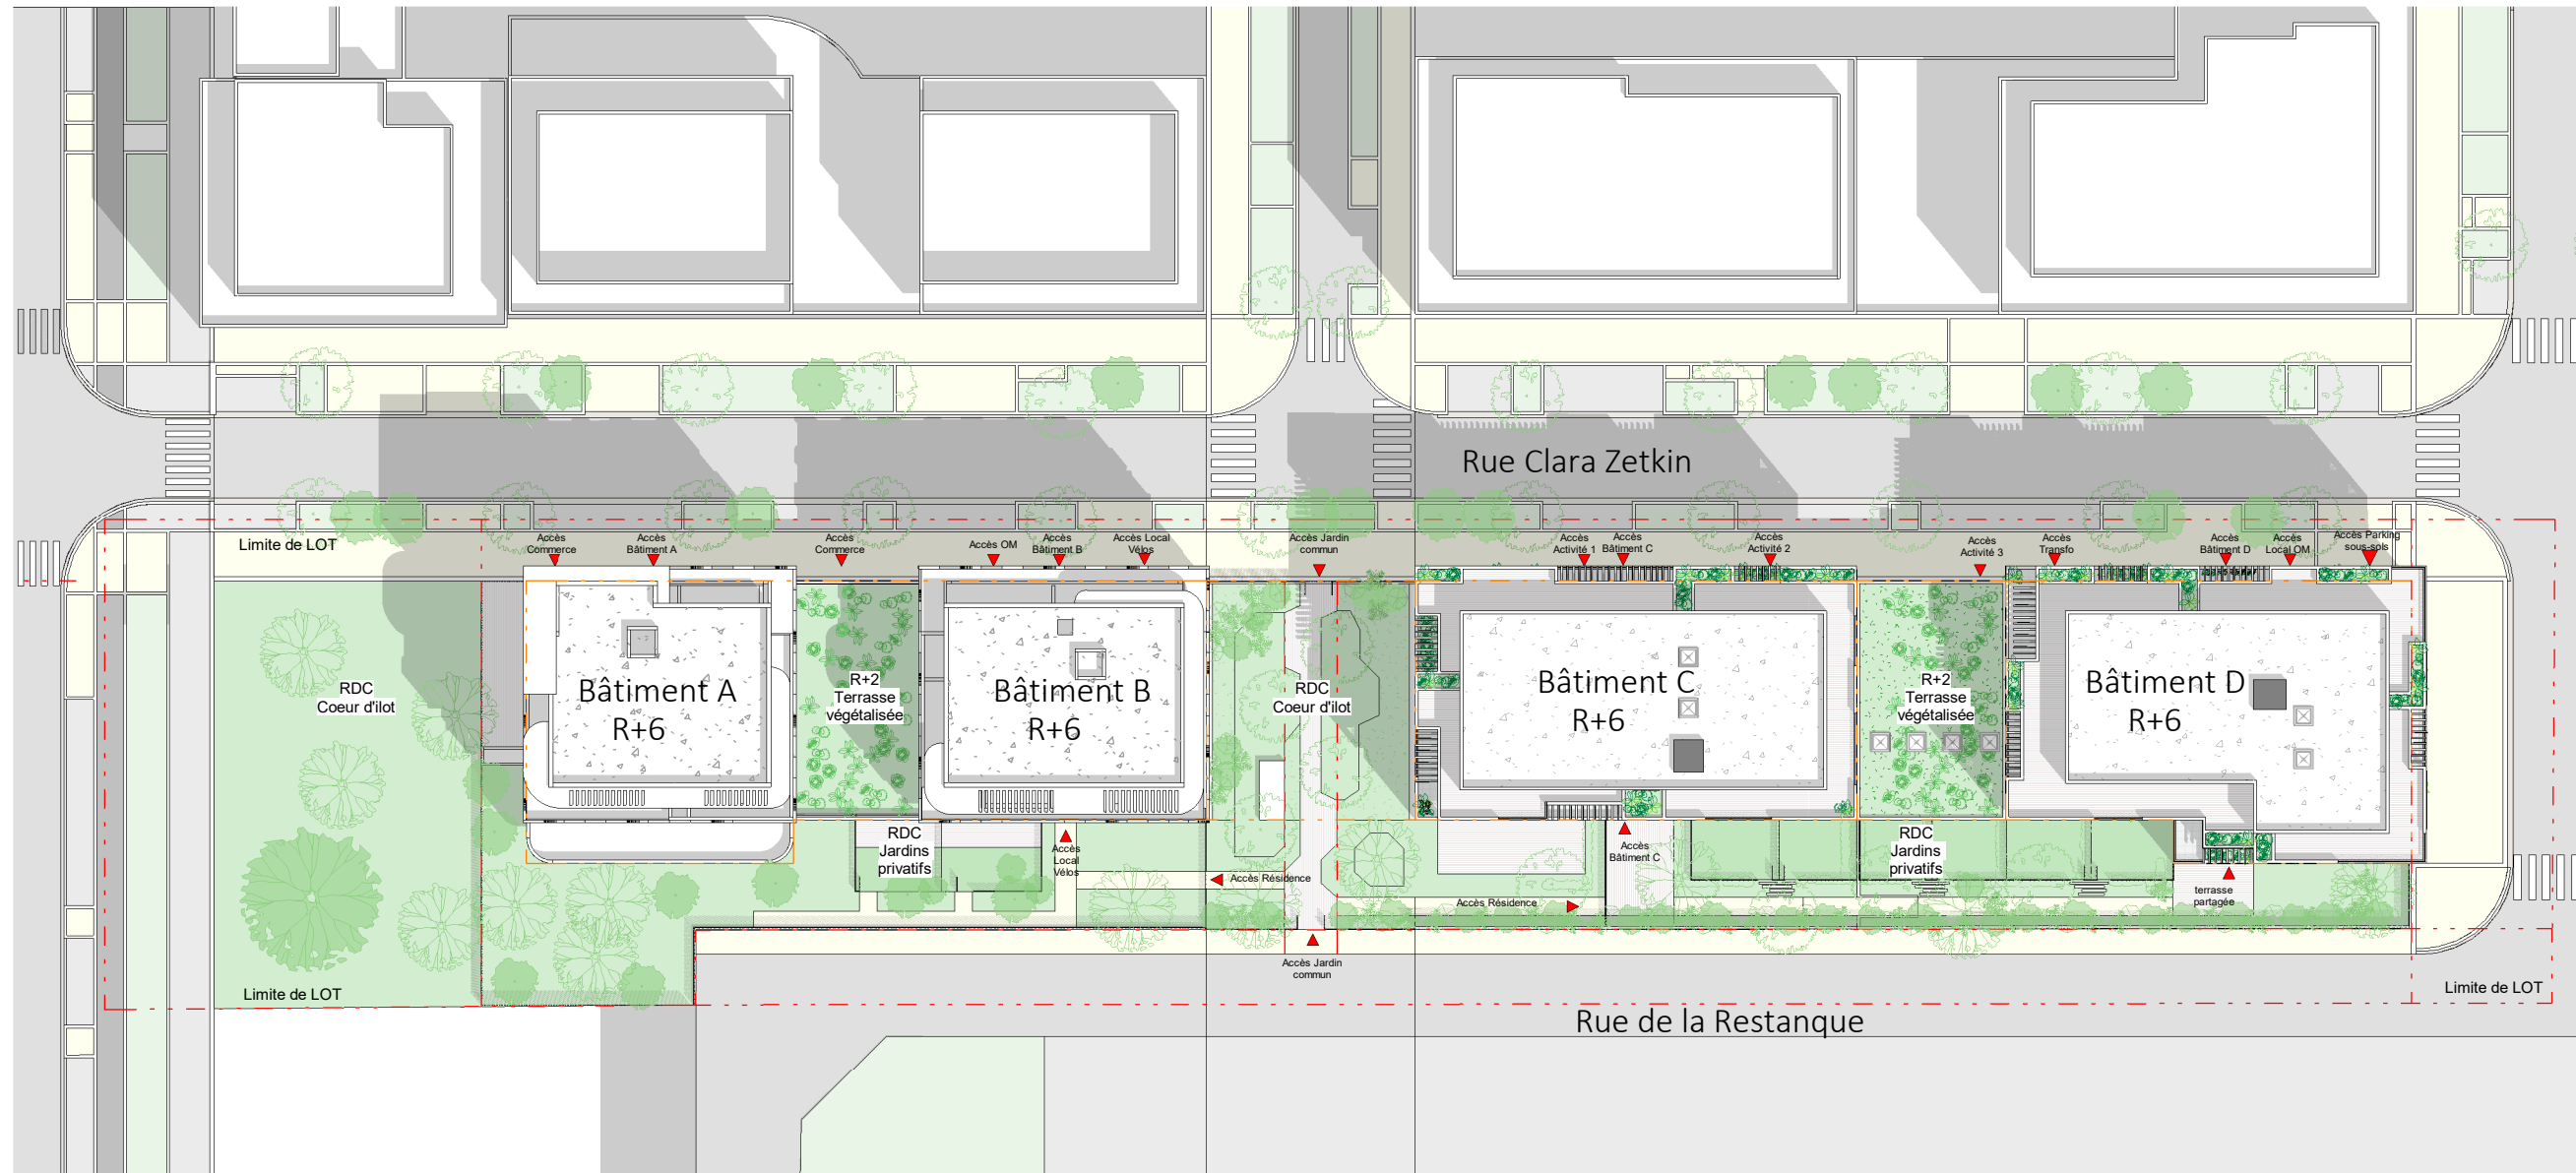 Rue Clara Zetkin
Limite de LOT
Accès
Commerce
Accès
Bâtiment A
Accès
Commerce
Accès OM
Accès
Bâtiment B
Accès Local
Vélos
Accès Jardin
commun
Accès
Activité 1
Accès
Bâtiment C
Accès
Activité 2
Accès
Activité 3
Accès
Transfo
Accès
Bâtiment D
Accès
Local OM
Accès Parking
sous-sols
RDC
Coeur d'ilot
Bâtiment A
R+6
R+2
Terrasse
végétalisée
Bâtiment B
R+6
RDC
Coeur d'ilot
Bâtiment C
R+6
R+2
Terrasse
végétalisée
Bâtiment D
R+6
RDC
Jardins
privatifs
Accès
Local
Vélos
Accès Résidence
Accès
Bâtiment C
Accès Résidence
RDC
Jardins
privatifs
terrasse
partagée
Accès Jardin
commun
Limite de LOT
Limite de LOT
Rue de la Restanque